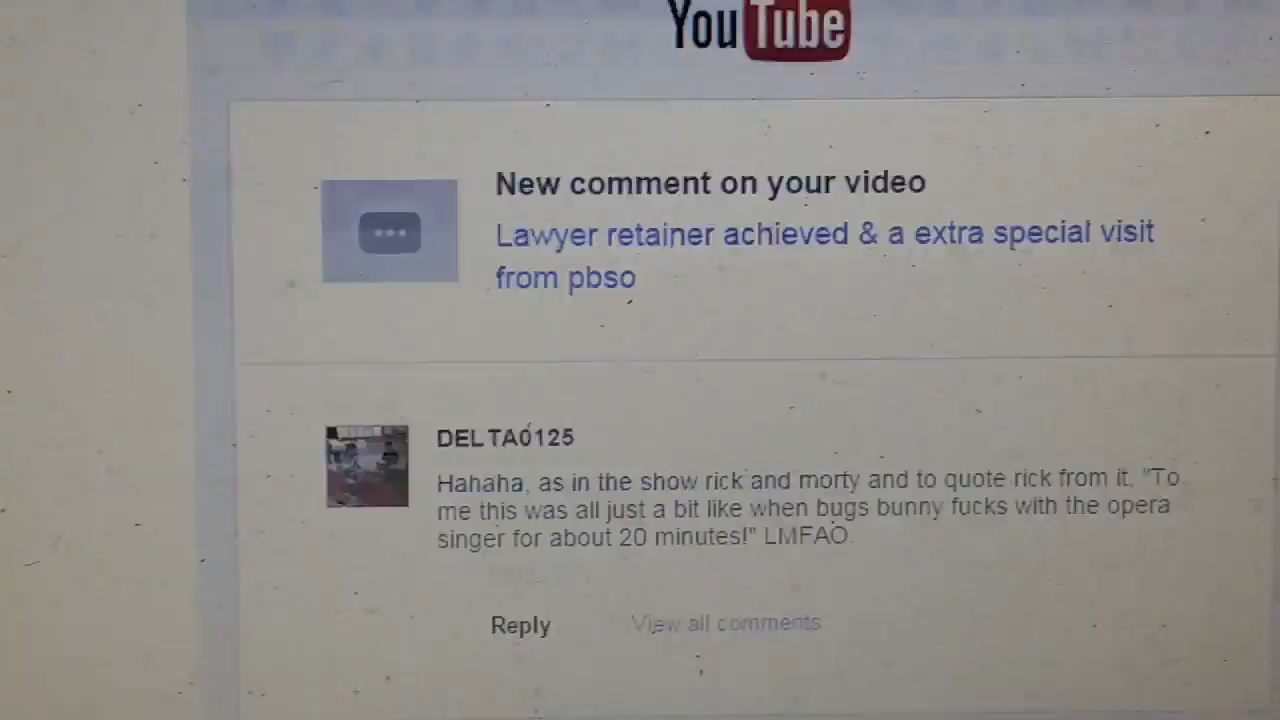 YouTube
New comment on your video
Lawyer retainer achieved & a extra special visit
from pbso
DELTA0125
Hahaha, as in the show rick and morty and to quote rick from it, "To
me this was all just a bit like when bugs bunny fucks with the opera
singer for about 20 minutes!" LMFAO.
Reply View all comments